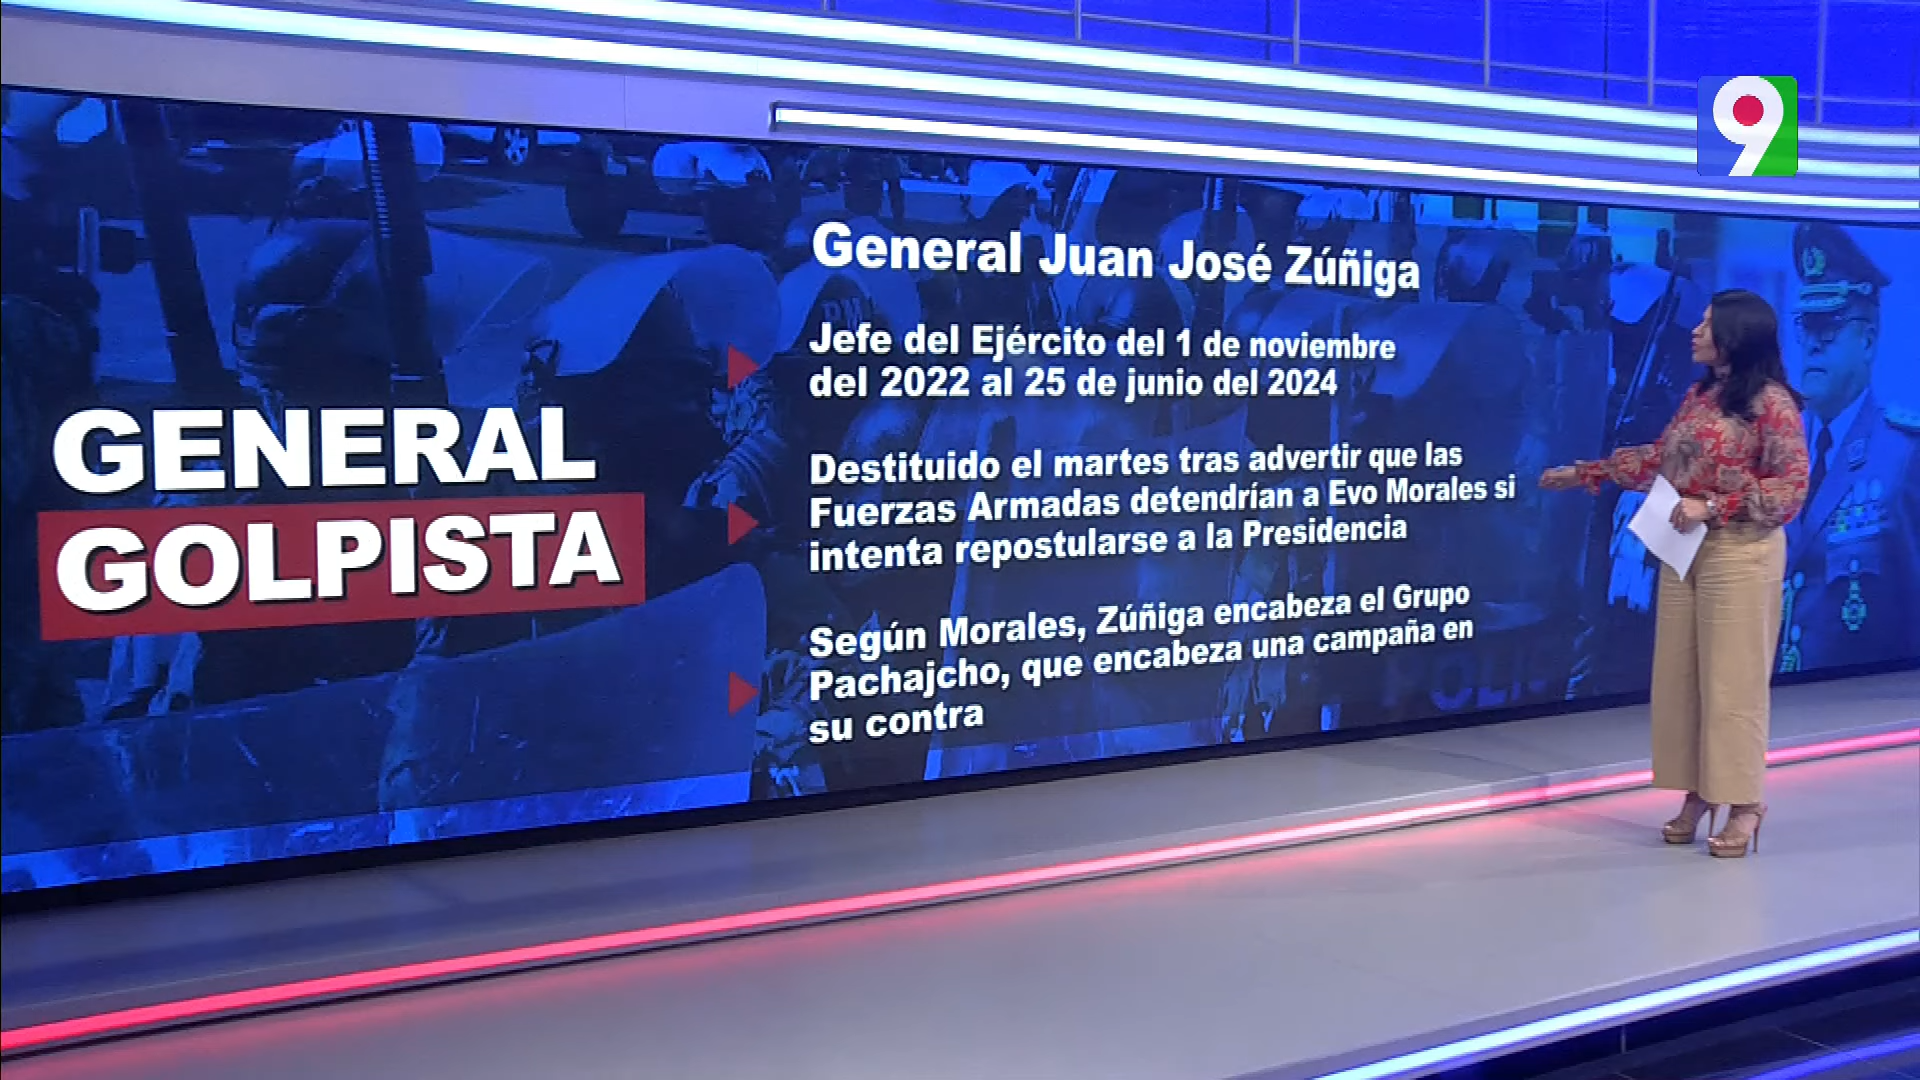 9
GENERAL
GOLPISTA
General Juan José Zúñiga
Jefe del Ejército del 1 de noviembre
del 2022 al 25 de junio del 2024
Destituido el martes tras advertir que las
Fuerzas Armadas detendrían a Evo Morales si
intenta repostularse a la Presidencia
Según Morales, Zúñiga encabeza el Grupo
Pachajcho, que encabeza una campaña en
su contra